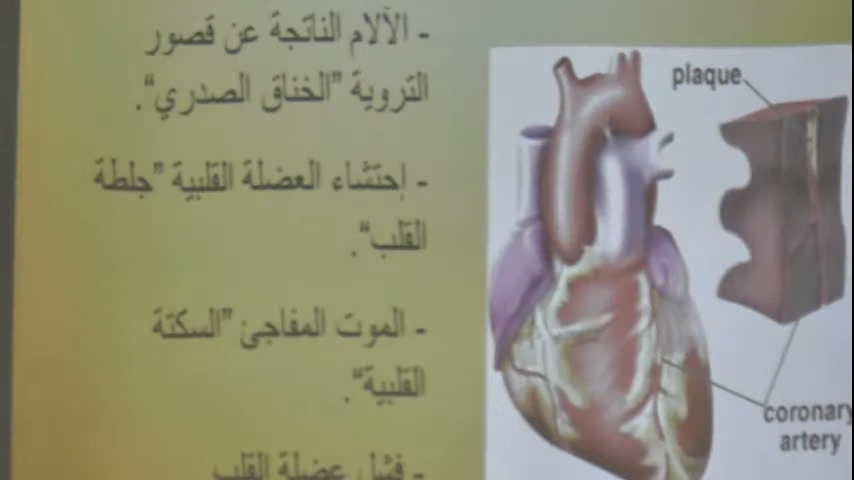 - الآلام الناتجة عن قصور
التروية "الخناق الصدري".
- إحتشاء العضلة القلبية "جلطة
القلب".
- الموت المفاجئ "السكتة
القلبية".
- فشل عضلة القلب
plaque
coronary
artery